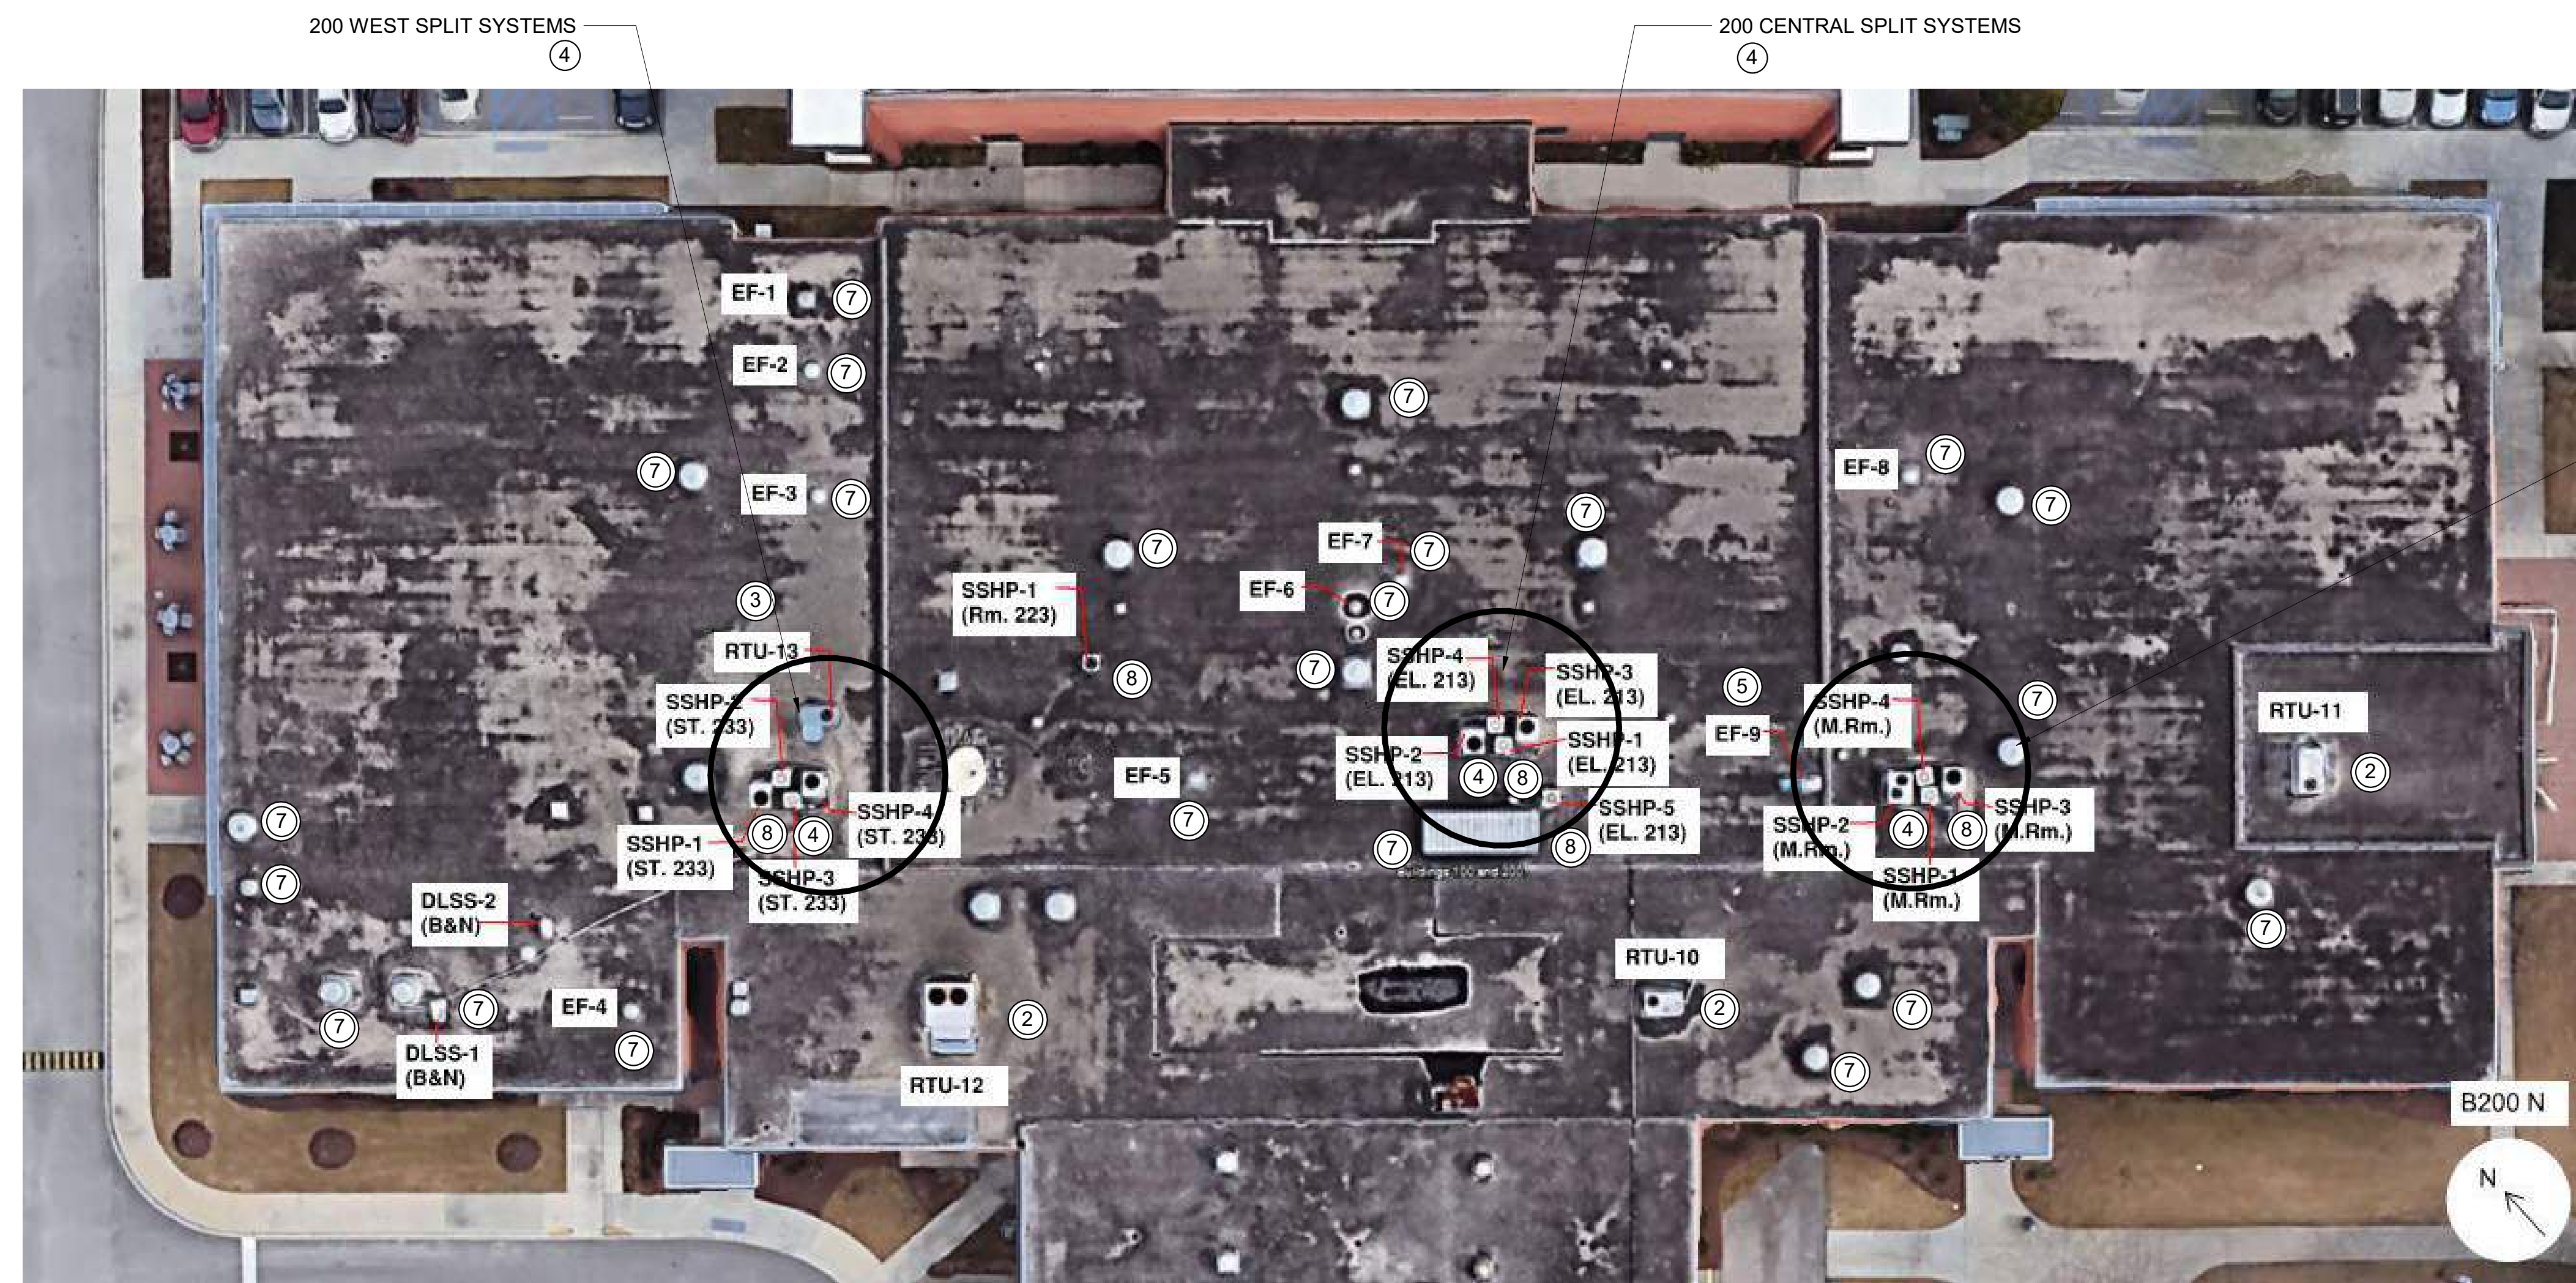 200 WEST SPLIT SYSTEMS
4
200 CENTRAL SPLIT SYSTEMS
4
EF-1
7
EF-2
7
7
7
EF-3
7
EF-8
7
7
7
7
EF-7
7
7
SSHP-1
(Rm. 223)
8
EF-6
7
3
RTU-13
SSHP-2
(ST. 233)
7
SSHP-4
(EL. 213)
SSHP-3
(EL. 213)
SSHP-2
(EL. 213)
SSHP-1
(EL. 213)
4
8
5
EF-9
SSHP-4
(M.Rm.)
7
RTU-11
2
EF-5
7
7
7
SSHP-1
(ST. 233)
8
4
SSHP-4
(ST. 233)
SSHP-3
(ST. 233)
7
8
SSHP-5
(EL. 213)
Buildings 100 and 200
SSHP-2
(M.Rm.)
4
8
SSHP-3
(M.Rm.)
SSHP-1
(M.Rm.)
7
DLSS-2
(B&N)
7
7
DLSS-1
(B&N)
EF-4
7
RTU-12
2
RTU-10
2
7
7
B200 N
N